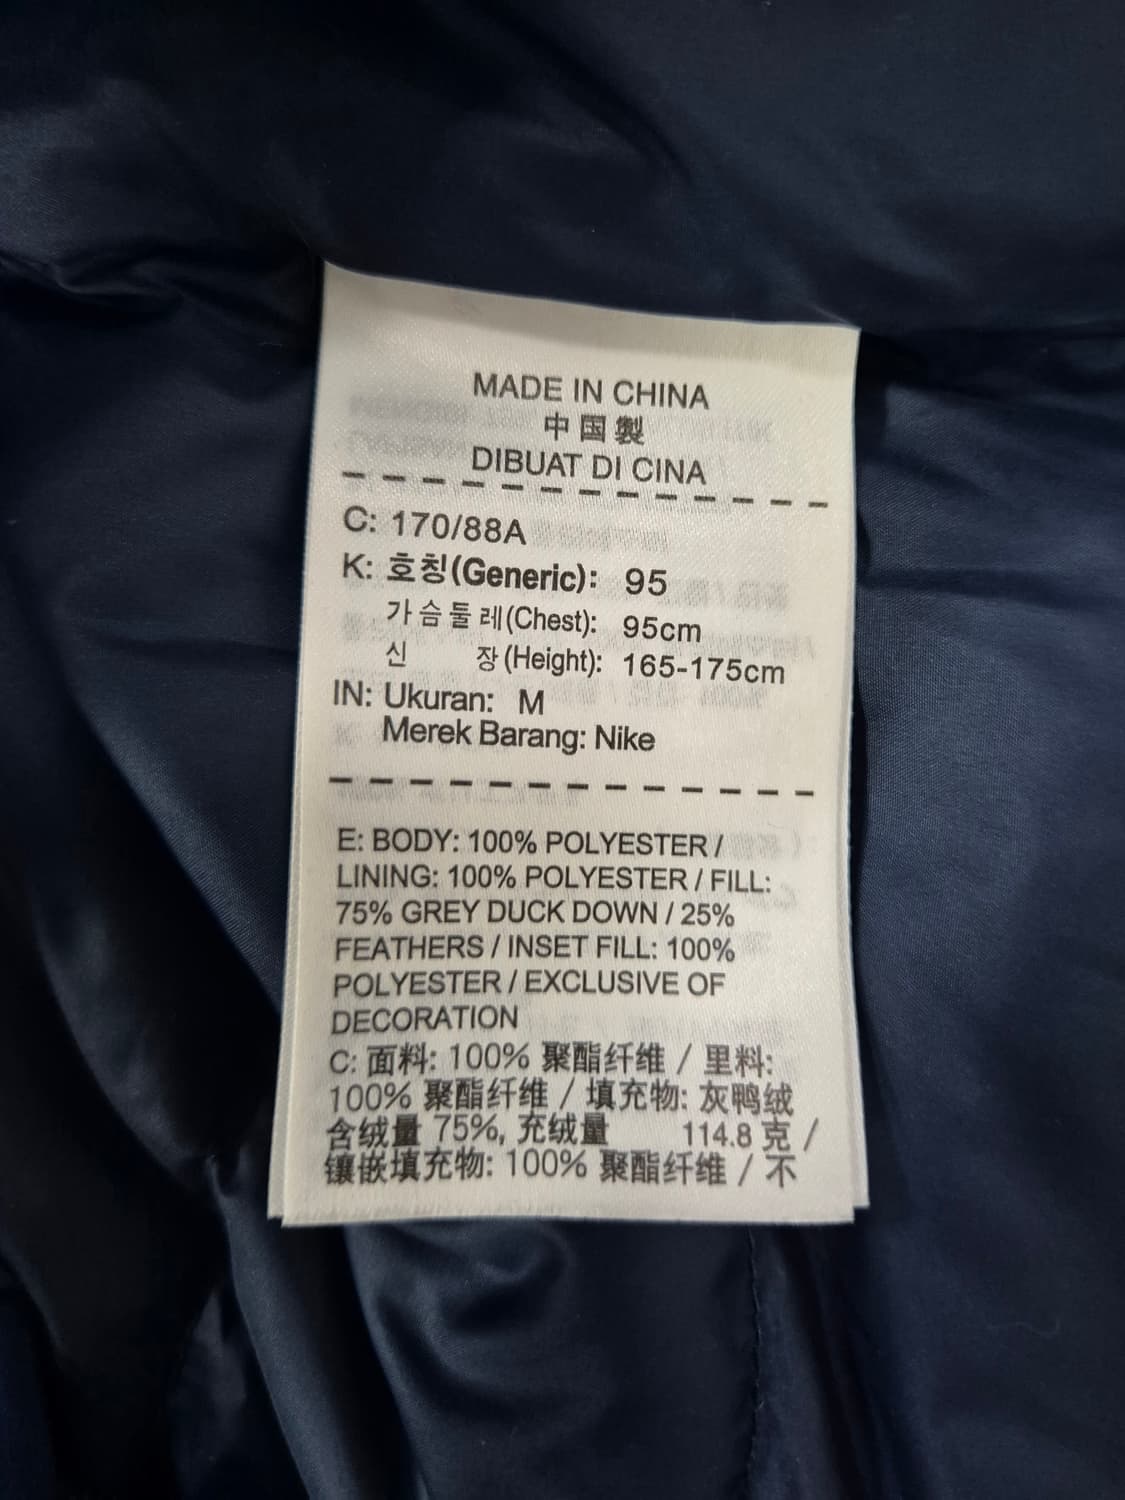 MADE IN CHINA
中国製
DIBUAT DI CINA
C: 170/88A
K: 호칭(Generic): 95
가슴둘레(Chest): 95cm
신 장(Height): 165-175cm
IN: Ukuran: M
Merek Barang: Nike
E: BODY: 100% POLYESTER /
LINING: 100% POLYESTER / FILL:
75% GREY DUCK DOWN / 25%
FEATHERS / INSET FILL: 100%
POLYESTER / EXCLUSIVE OF
DECORATION
C: 面料: 100% 聚酯纤维 / 里料:
100% 聚酯纤维 / 填充物: 灰鸭绒
含绒量 75%, 充绒量 114.8 克 /
镶嵌填充物: 100% 聚酯纤维 / 不